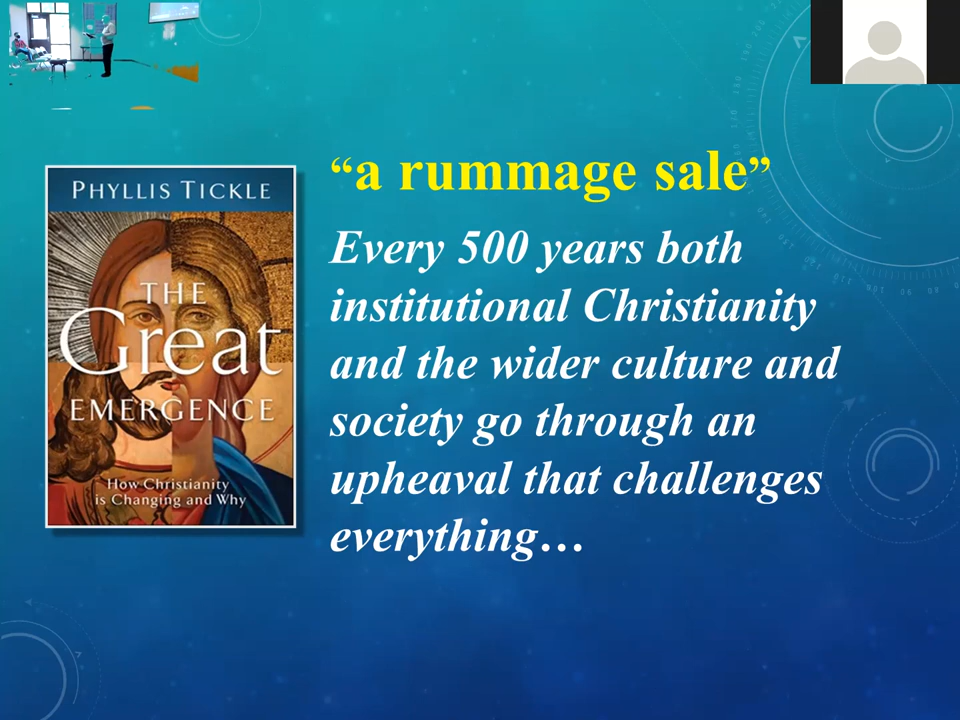 PHYLLIS TICKLE
THE
Great
EMERGENCE
How Christianity
is Changing and Why
“a rummage sale”
Every 500 years both
institutional Christianity
and the wider culture and
society go through an
upheaval that challenges
everything…